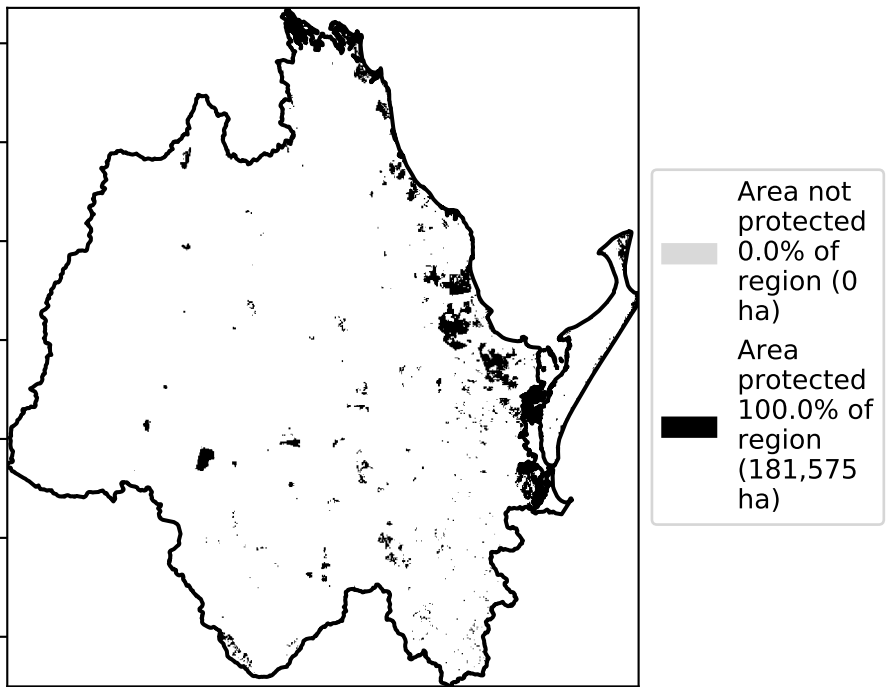 Area not
protected
0.0% of
region (0
ha)
Area
protected
100.0% of
region
(181,575
ha)